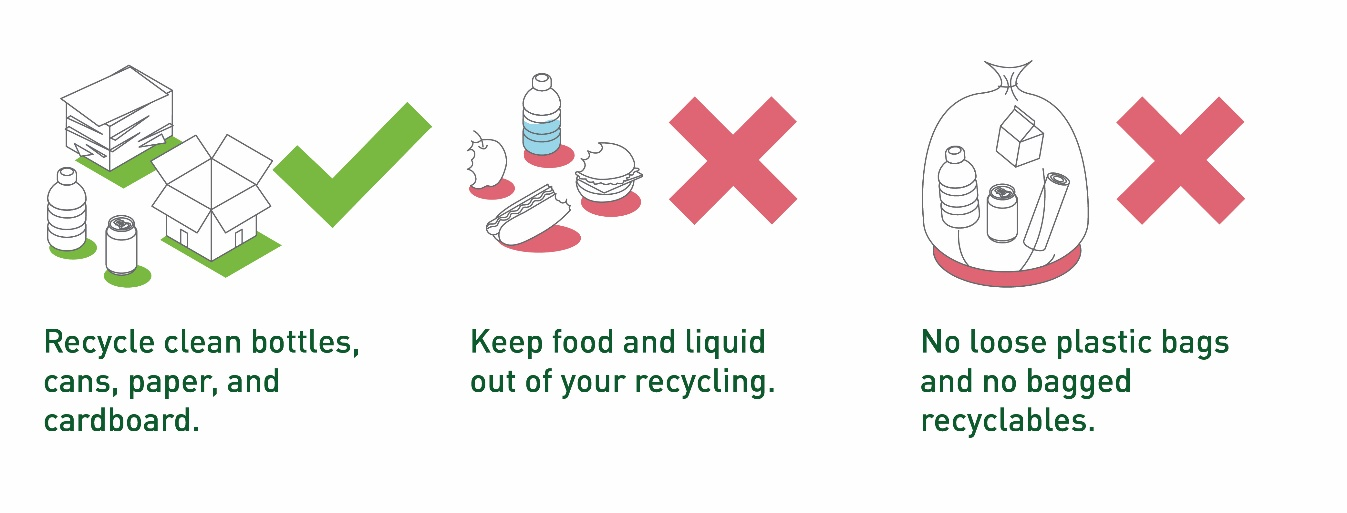 Recycle clean bottles,
cans, paper, and
cardboard.
Keep food and liquid
out of your recycling.
No loose plastic bags
and no bagged
recyclables.